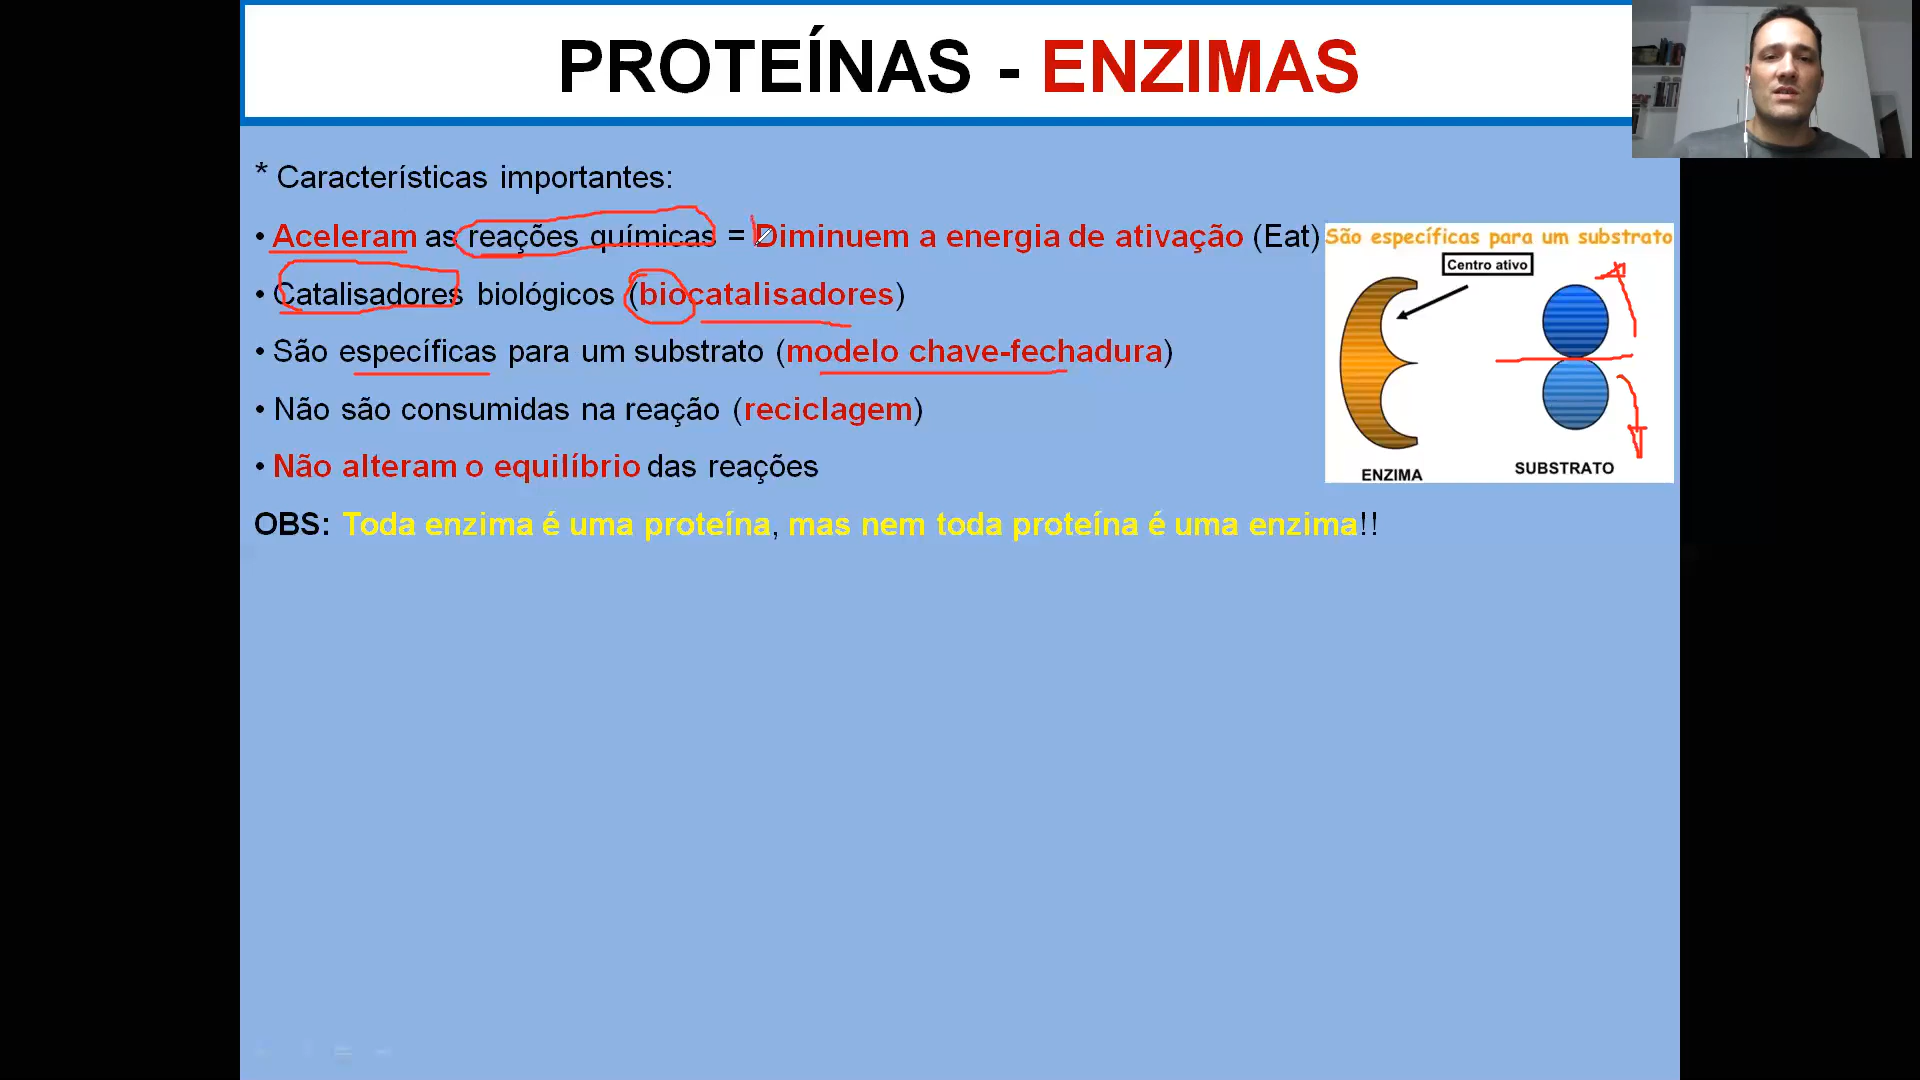 PROTEÍNAS - ENZIMAS
* Características importantes:
• Aceleram as reações químicas = Diminuem a energia de ativação (Eat)
• Catalisadores biológicos (biocatalisadores)
• São específicas para um substrato (modelo chave-fechadura)
• Não são consumidas na reação (reciclagem)
• Não alteram o equilíbrio das reações
OBS: Toda enzima é uma proteína, mas nem toda proteína é uma enzima!!
São específicas para um substrato
Centro ativo
ENZIMA
SUBSTRATO